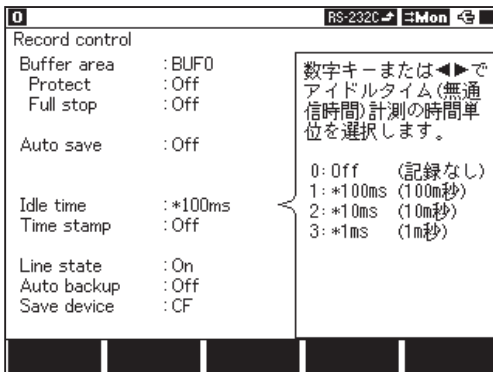 0 RS-232C ⇄Mon
Record control
Buffer area :BUF0
Protect :Off
Full stop :Off
Auto save :Off
Idle time :*100ms
Time stamp :Off
Line state :On
Auto backup :Off
Save device :CF
数字キーまたは◀▶で
アイドルタイム(無通
信時間)計測の時間単
位を選択します。
0:Off (記録なし)
1:*100ms (100m秒)
2:*10ms (10m秒)
3:*1ms (1m秒)